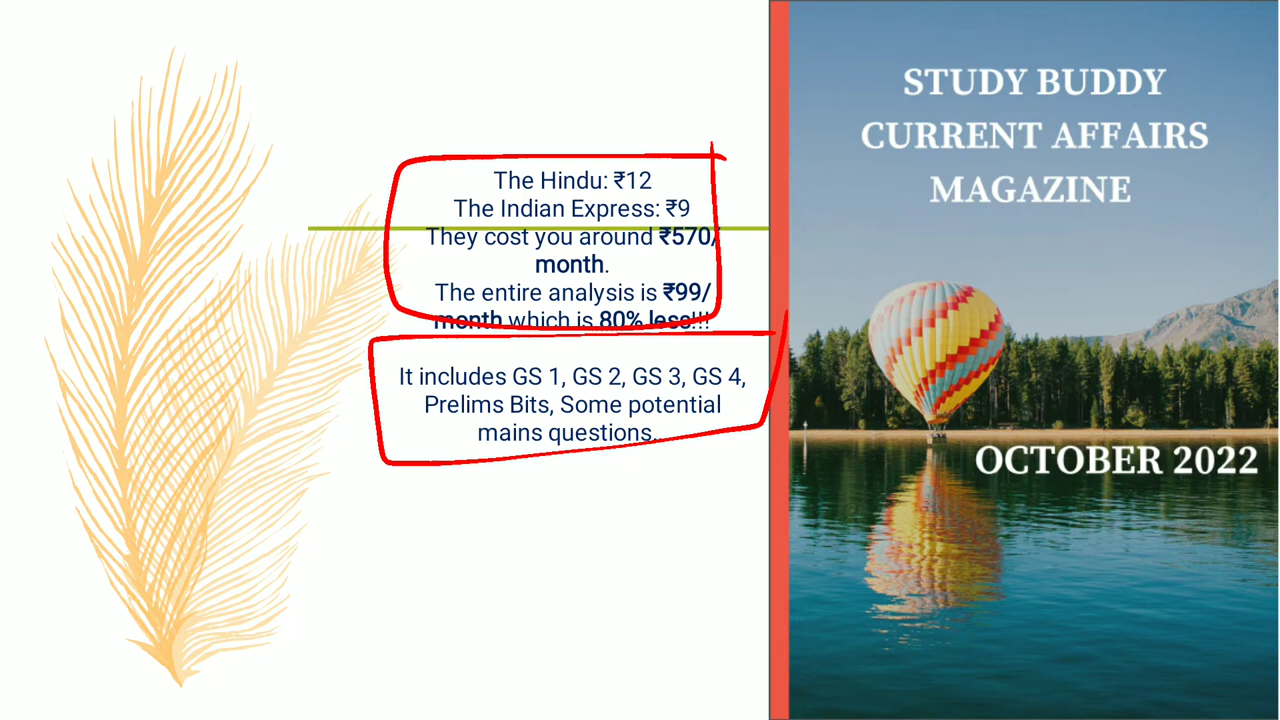 The Hindu: ₹12
The Indian Express: ₹9
They cost you around ₹570/
month.
The entire analysis is ₹99/
month which is 80% less!!!
It includes GS 1, GS 2, GS 3, GS 4,
Prelims Bits, Some potential
mains questions.
STUDY BUDDY
CURRENT AFFAIRS
MAGAZINE
OCTOBER 2022